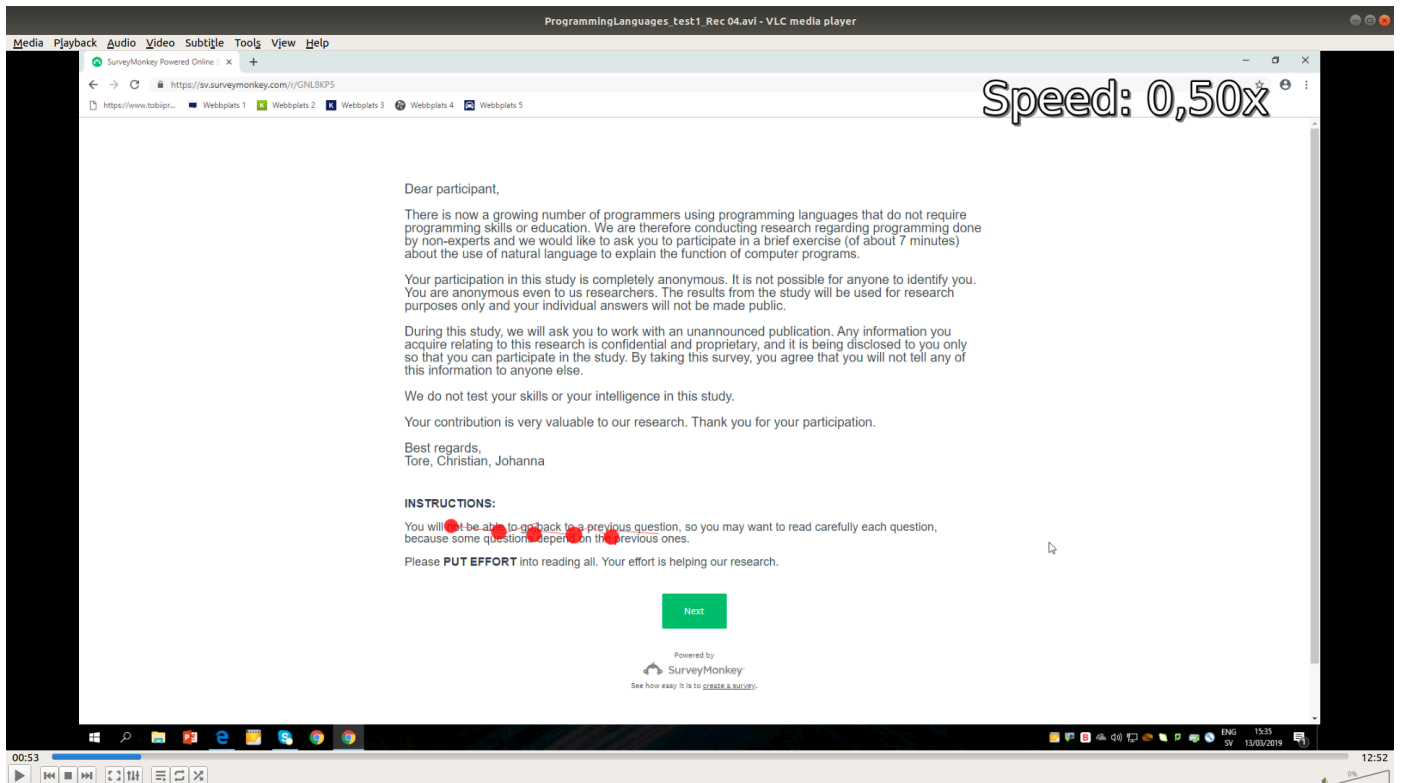 ProgrammingLanguages_test1_Rec 04.avi - VLC media player
Media Playback Audio Video Subtitle Tools View Help
SurveyMonkey Powered Online S
https://sv.surveymonkey.com/r/GNL8KPS
Speed: 0,50x
https://www.tobiipr... Webbplats 1 Webbplats 2 Webbplats 3 Webbplats 4 Webbplats 5
Dear participant,
There is now a growing number of programmers using programming languages that do not require
programming skills or education. We are therefore conducting research regarding programming done
by non-experts and we would like to ask you to participate in a brief exercise (of about 7 minutes)
about the use of natural language to explain the function of computer programs.
Your participation in this study is completely anonymous. It is not possible for anyone to identify you.
You are anonymous even to us researchers. The results from the study will be used for research
purposes only and your individual answers will not be made public.
During this study, we will ask you to work with an unannounced publication. Any information you
acquire relating to this research is confidential and proprietary, and it is being disclosed to you only
so that you can participate in the study. By taking this survey, you agree that you will not tell any of
this information to anyone else.
We do not test your skills or your intelligence in this study.
Your contribution is very valuable to our research. Thank you for your participation.
Best regards,
Tore, Christian, Johanna
INSTRUCTIONS:
You will not be able to go back to a previous question, so you may want to read carefully each question,
because some questions depend on the previous ones.
Please PUT EFFORT into reading all. Your effort is helping our research.
Next
Powered by
SurveyMonkey
See how easy it is to create a survey.
ENG 15:35
SV 13/03/2019
00:53 12:52
0%